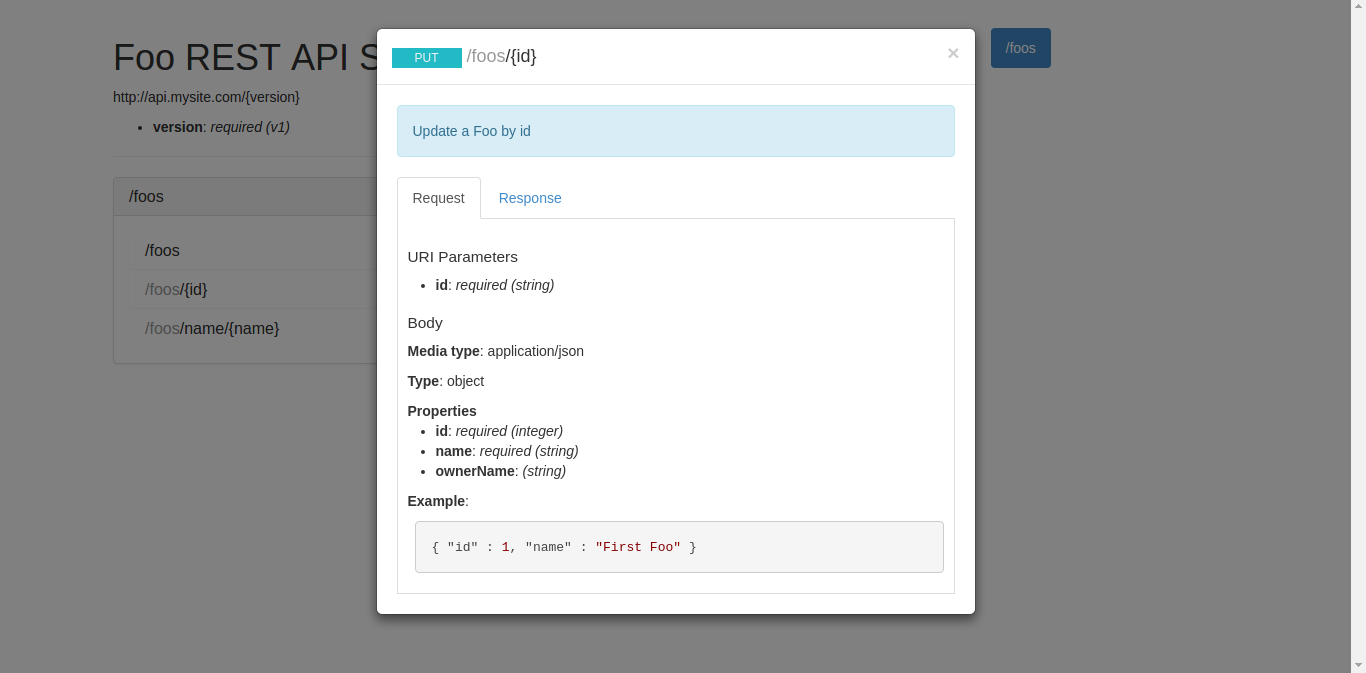 Foo REST API S
http://api.mysite.com/{version}
• version: required (v1)
/foos
/foos
/foos/{id}
/foos/name/{name}
/foos
PUT /foos/{id} ×
Update a Foo by id
Request Response
URI Parameters
• id: required (string)
Body
Media type: application/json
Type: object
Properties
• id: required (integer)
• name: required (string)
• ownerName: (string)
Example:
{ "id" : 1, "name" : "First Foo" }